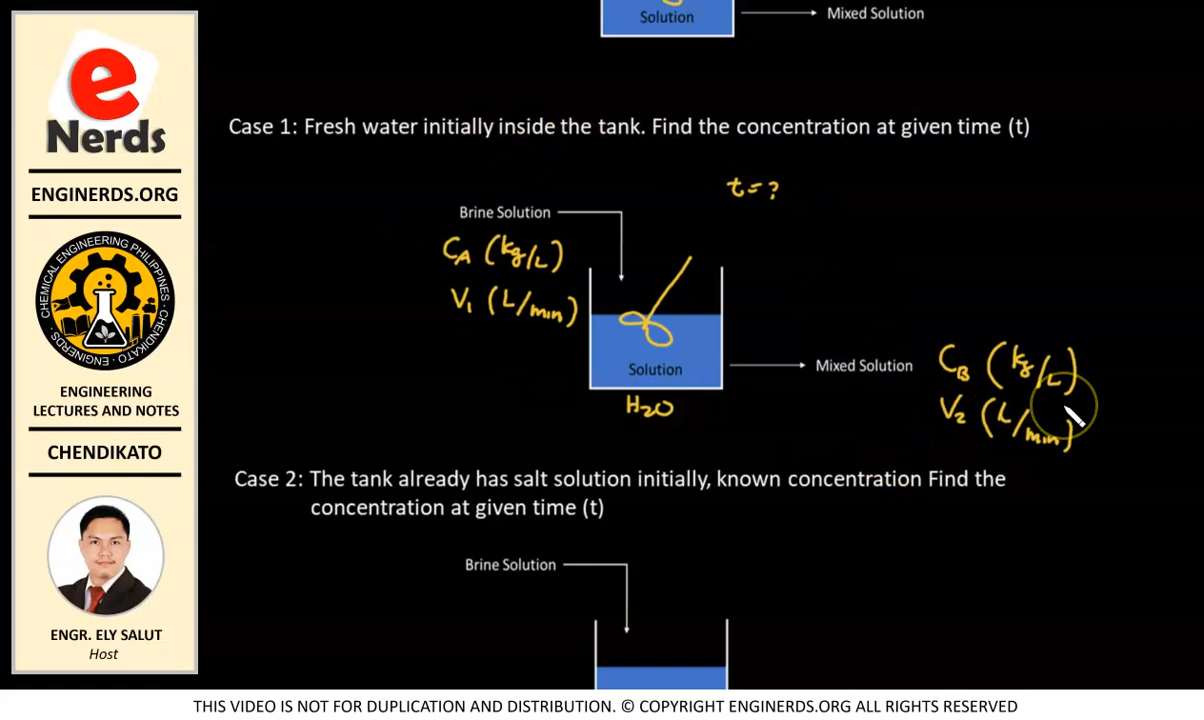 e
Nerds
ENGINERDS.ORG
CHEMICAL ENGINEERING PHILIPPINES
CHENDIKATO · ENGINERDS
ENGINEERING
LECTURES AND NOTES
CHENDIKATO
ENGR. ELY SALUT
Host
Solution
Mixed Solution
Case 1: Fresh water initially inside the tank. Find the concentration at given time (t)
t = ?
Brine Solution
CA (kg/L)
V1 (L/min)
Solution
H2O
Mixed Solution
CB (kg/L)
V2 (L/min)
Case 2: The tank already has salt solution initially, known concentration Find the
concentration at given time (t)
Brine Solution
THIS VIDEO IS NOT FOR DUPLICATION AND DISTRIBUTION. © COPYRIGHT ENGINERDS.ORG ALL RIGHTS RESERVED